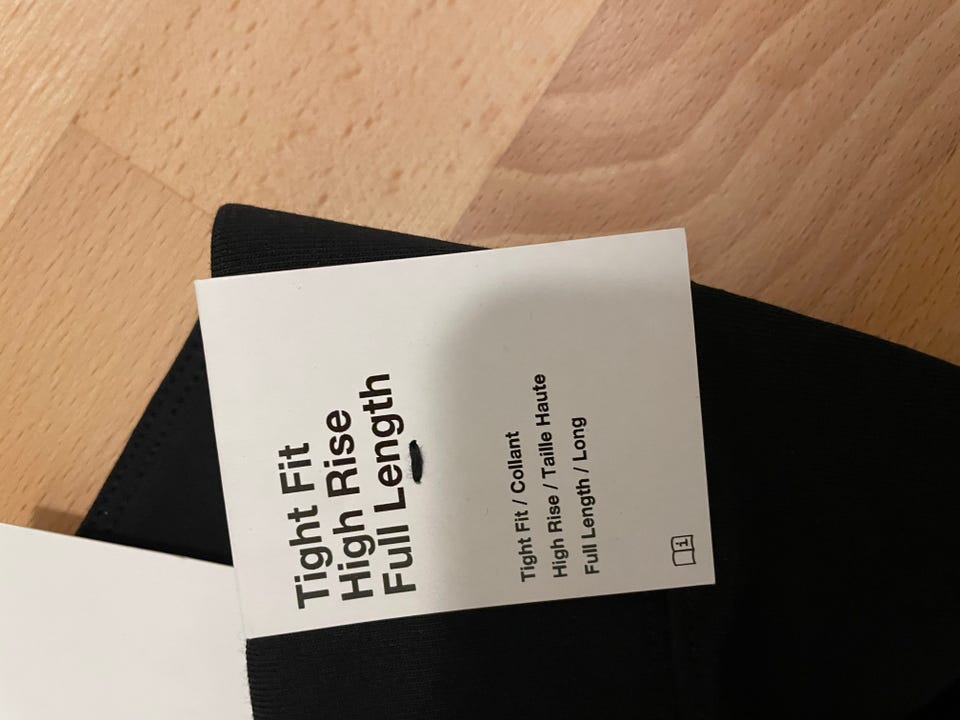 Tight Fit
High Rise
Full Length
Tight Fit / Collant
High Rise / Taille Haute
Full Length / Long
i